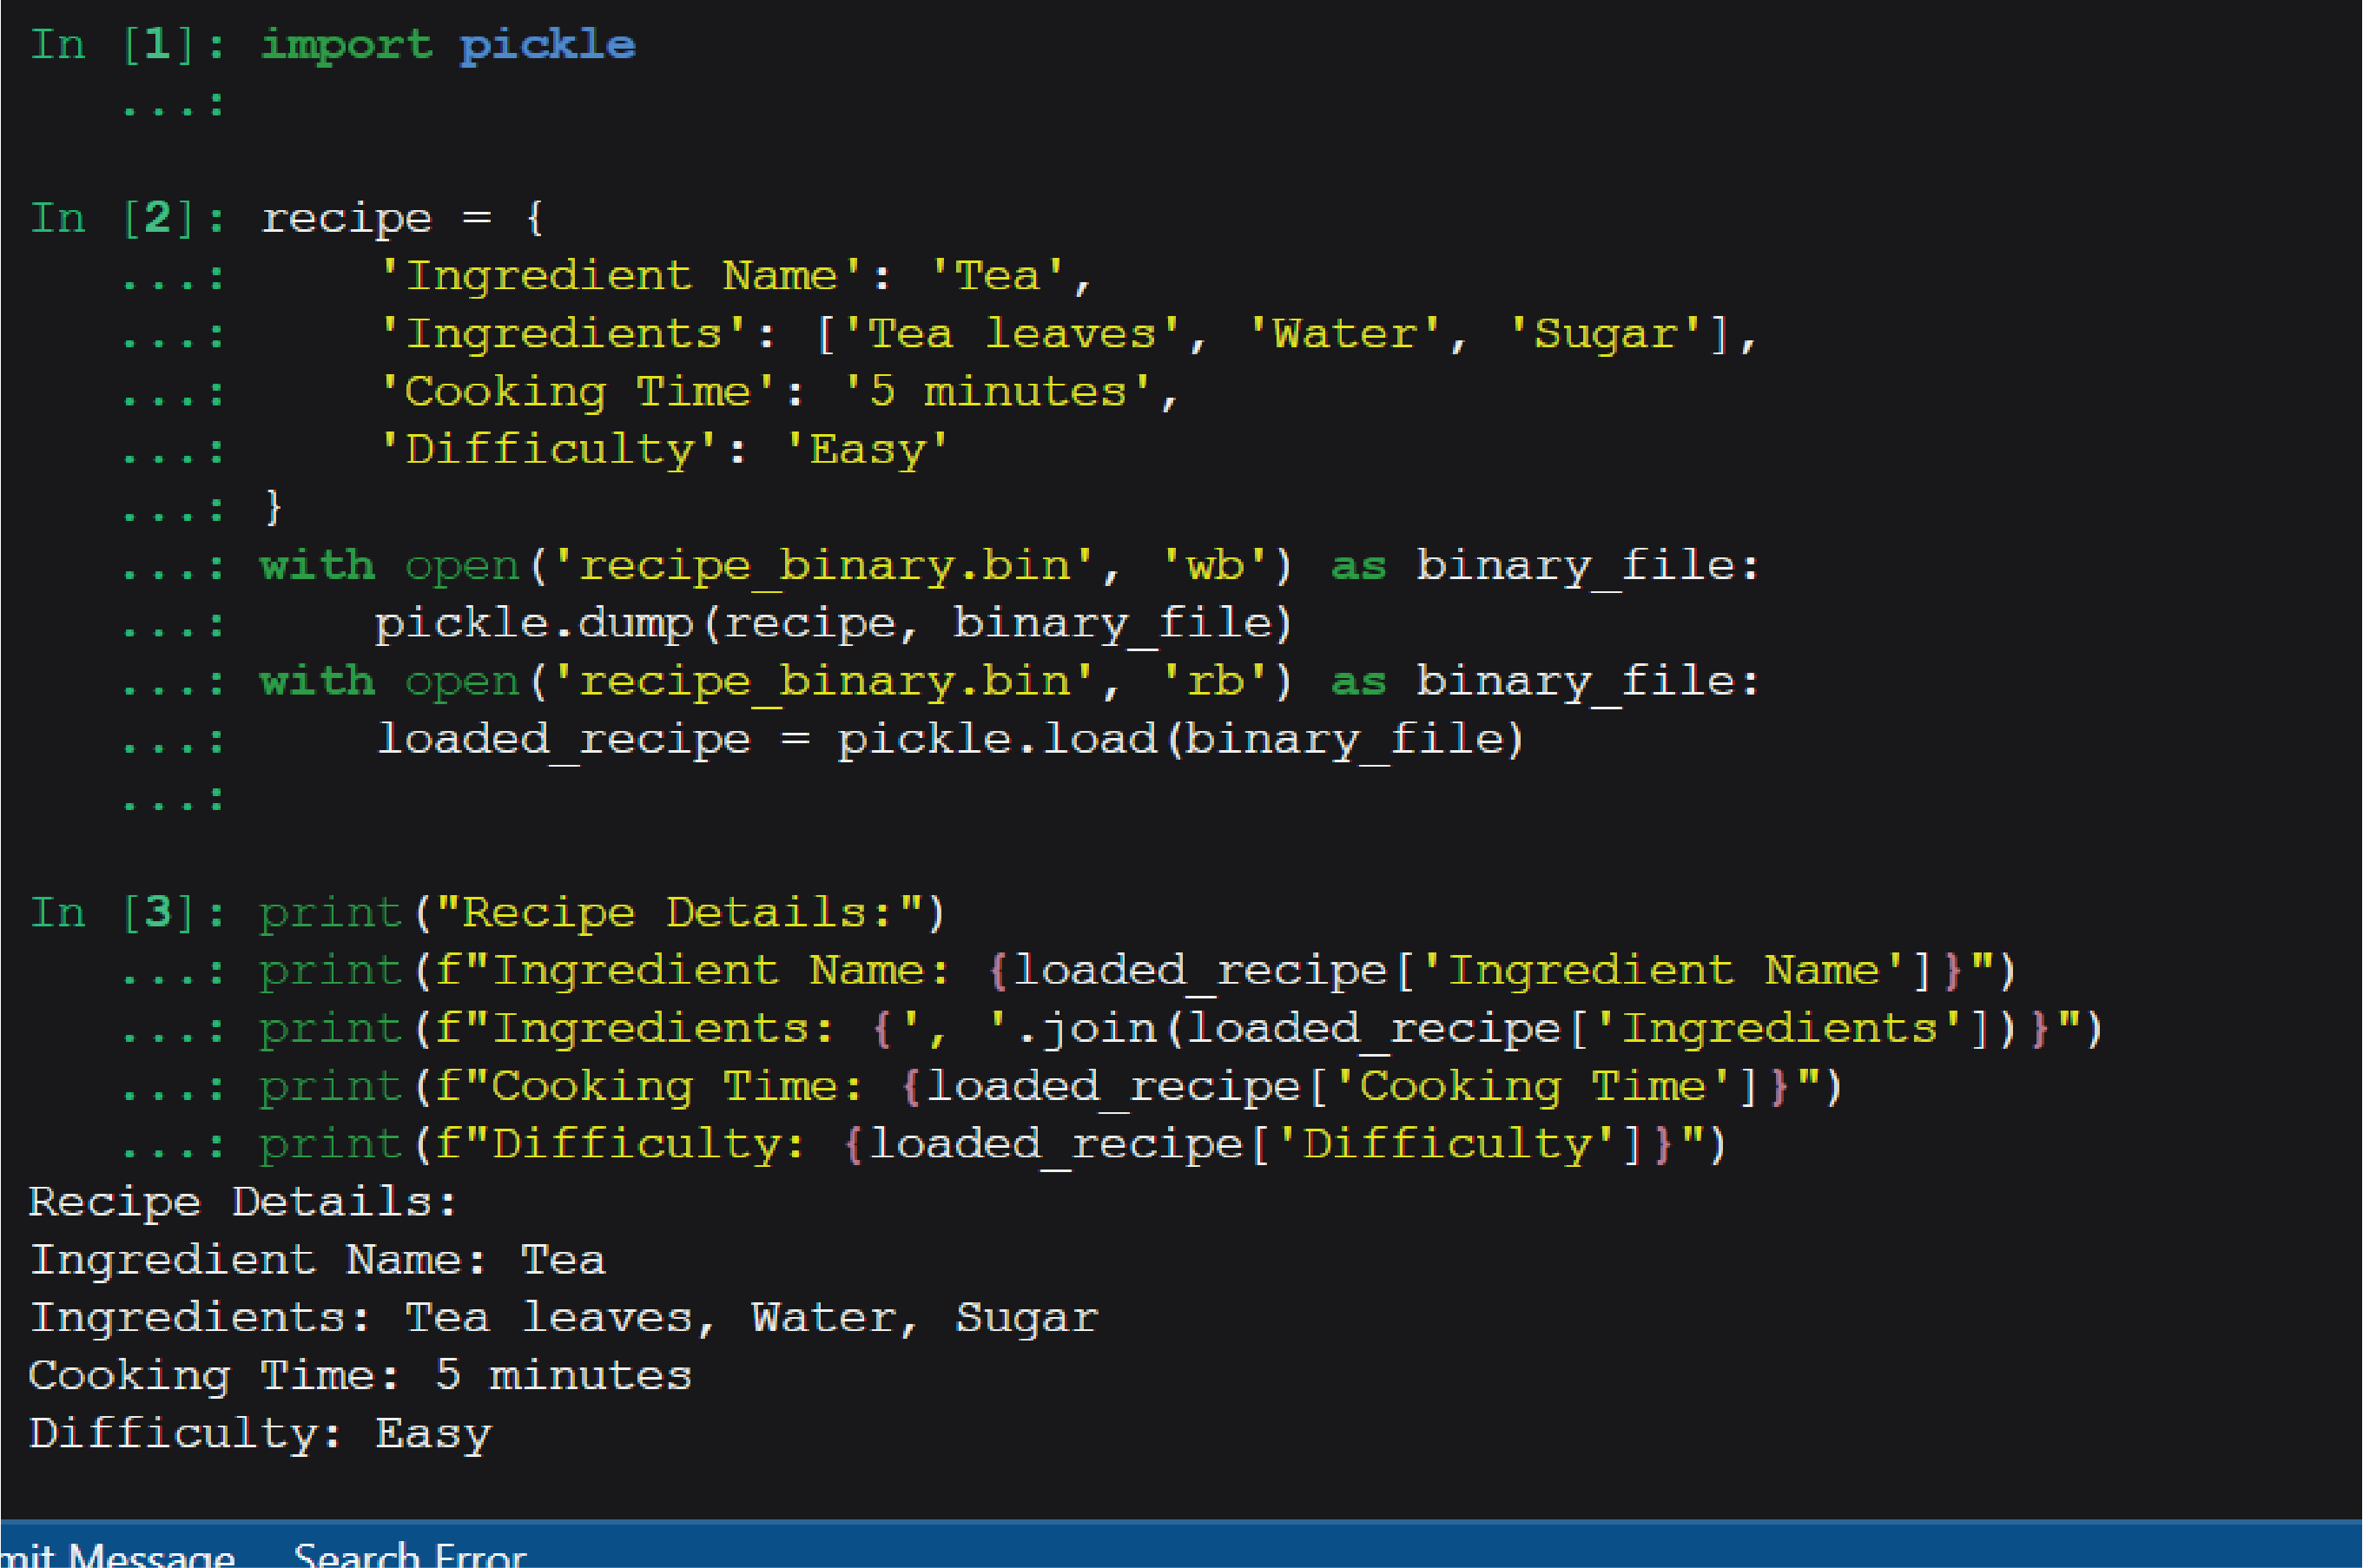 In [1]: import pickle
   ...:
In [2]: recipe = {
   ...:     'Ingredient Name': 'Tea',
   ...:     'Ingredients': ['Tea leaves', 'Water', 'Sugar'],
   ...:     'Cooking Time': '5 minutes',
   ...:     'Difficulty': 'Easy'
   ...: }
   ...: with open('recipe_binary.bin', 'wb') as binary_file:
   ...:     pickle.dump(recipe, binary_file)
   ...: with open('recipe_binary.bin', 'rb') as binary_file:
   ...:     loaded_recipe = pickle.load(binary_file)
   ...:
In [3]: print("Recipe Details:")
   ...: print(f"Ingredient Name: {loaded_recipe['Ingredient Name']}")
   ...: print(f"Ingredients: {', '.join(loaded_recipe['Ingredients'])}")
   ...: print(f"Cooking Time: {loaded_recipe['Cooking Time']}")
   ...: print(f"Difficulty: {loaded_recipe['Difficulty']}")
Recipe Details:
Ingredient Name: Tea
Ingredients: Tea leaves, Water, Sugar
Cooking Time: 5 minutes
Difficulty: Easy
mit Message Search Error